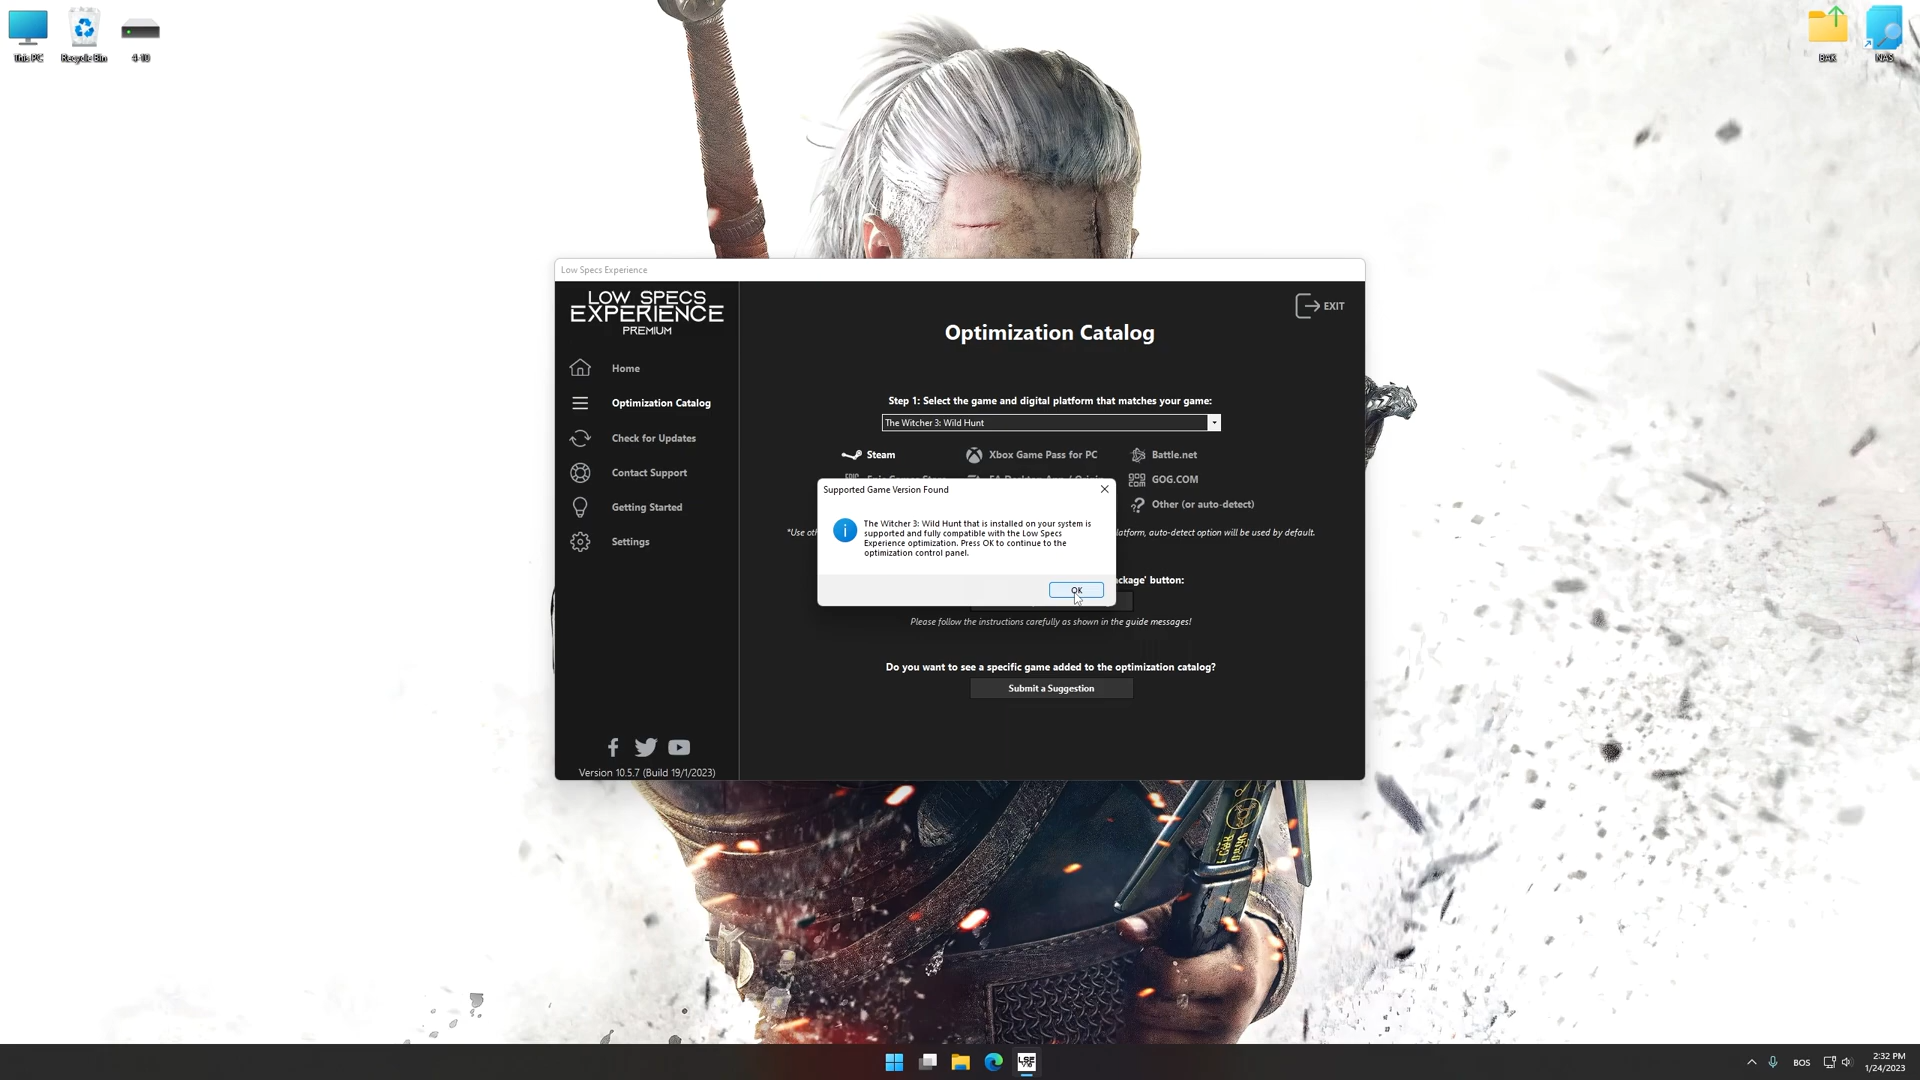 This PC
Recycle Bin
4-10
BAK
NAS
Low Specs Experience
LOW SPECS
EXPERIENCE
PREMIUM
Home
Optimization Catalog
Check for Updates
Contact Support
Getting Started
Settings
Version 10.5.7 (Build 19/1/2023)
EXIT
Optimization Catalog
Step 1: Select the game and digital platform that matches your game:
The Witcher 3: Wild Hunt
Steam
Xbox Game Pass for PC
Battle.net
GOG.COM
Other (or auto-detect)
*Use
latform, auto-detect option will be used by default.
Supported Game Version Found
The Witcher 3: Wild Hunt that is installed on your system is
supported and fully compatible with the Low Specs
Experience optimization. Press OK to continue to the
optimization control panel.
OK
ckage' button:
Please follow the instructions carefully as shown in the guide messages!
Do you want to see a specific game added to the optimization catalog?
Submit a Suggestion
BOS
2:32 PM
1/24/2023